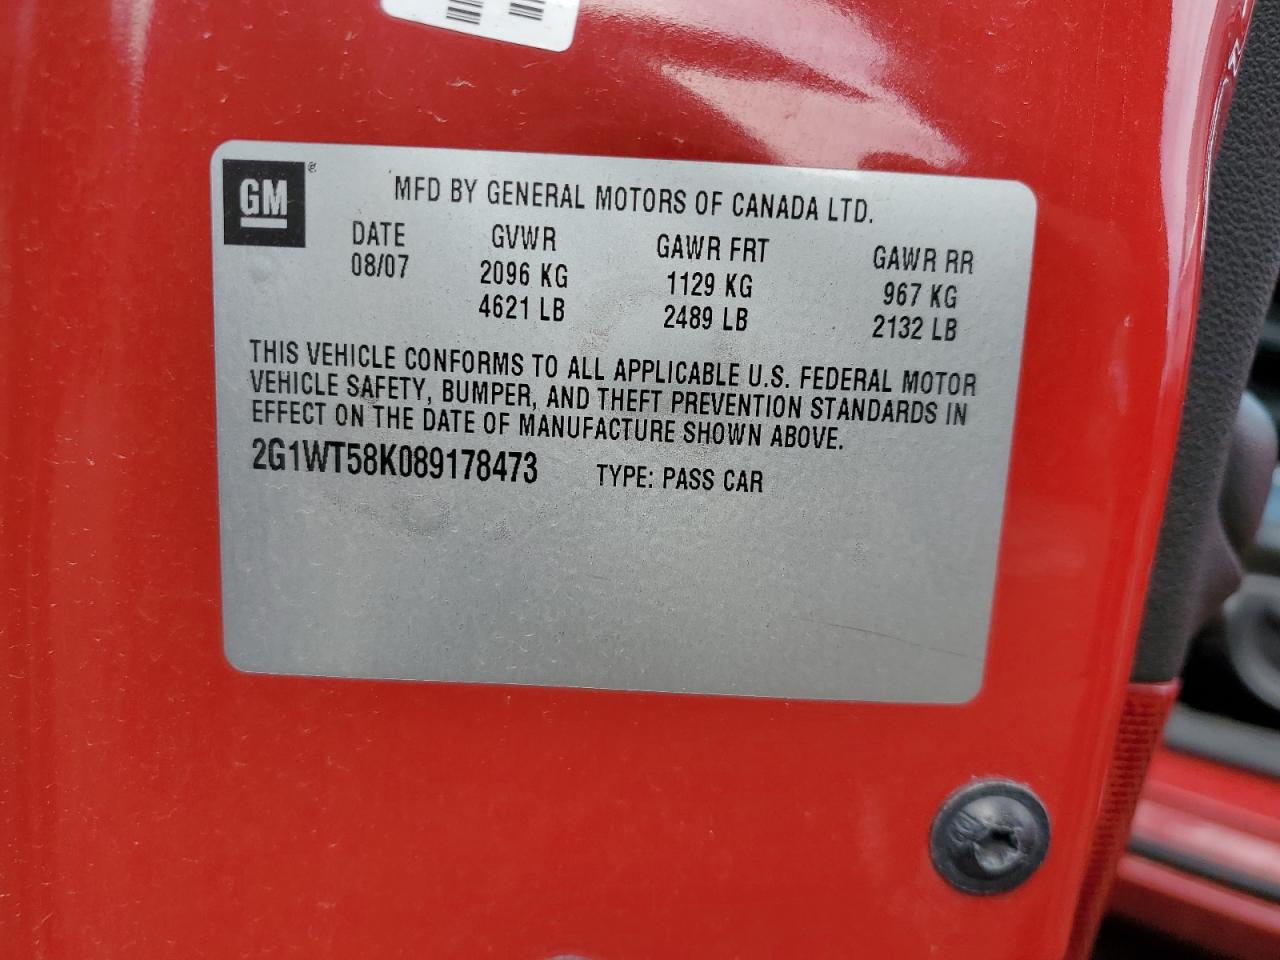 GM®
MFD BY GENERAL MOTORS OF CANADA LTD.
DATE GVWR GAWR FRT GAWR RR
08/07 2096 KG 1129 KG 967 KG
4621 LB 2489 LB 2132 LB
THIS VEHICLE CONFORMS TO ALL APPLICABLE U.S. FEDERAL MOTOR
VEHICLE SAFETY, BUMPER, AND THEFT PREVENTION STANDARDS IN
EFFECT ON THE DATE OF MANUFACTURE SHOWN ABOVE.
2G1WT58K089178473 TYPE: PASS CAR